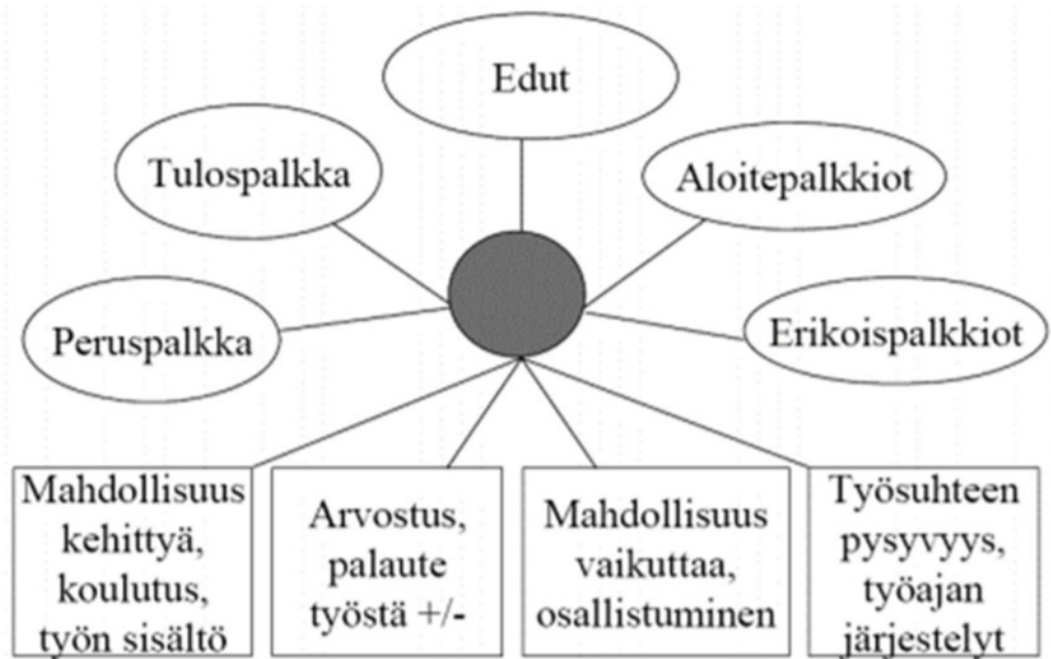 Edut
Tulospalkka
Aloitepalkkiot
Peruspalkka
Erikoispalkkiot
Mahdollisuus
kehittyä,
koulutus,
työn sisältö
Arvostus,
palaute
työstä +/-
Mahdollisuus
vaikuttaa,
osallistuminen
Työsuhteen
pysyvyys,
työajan
järjestelyt